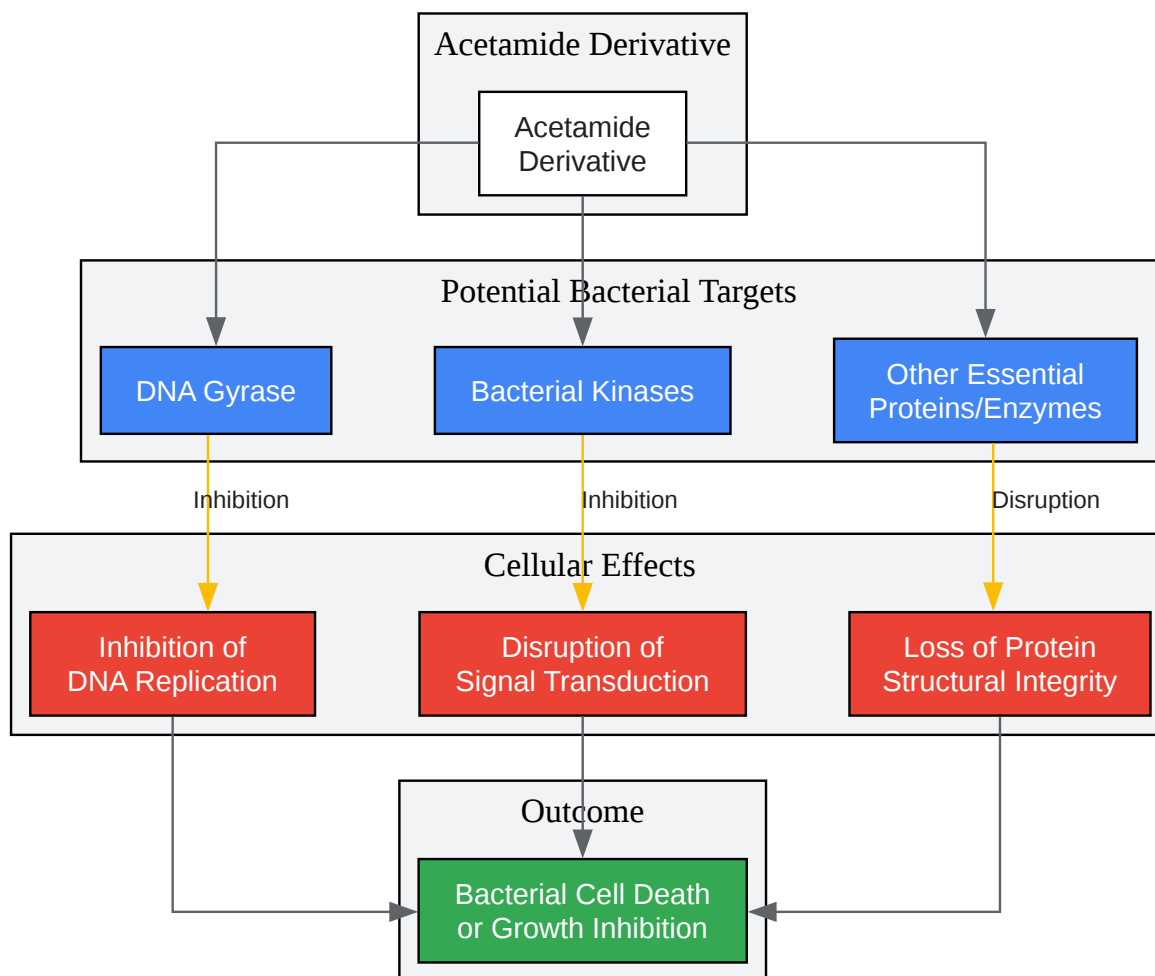 Acetamide Derivative
Acetamide
Derivative
Potential Bacterial Targets
DNA Gyrase
Bacterial Kinases
Other Essential
Proteins/Enzymes
Inhibition
Inhibition
Disruption
Cellular Effects
Inhibition of
DNA Replication
Disruption of
Signal Transduction
Loss of Protein
Structural Integrity
Outcome
Bacterial Cell Death
or Growth Inhibition